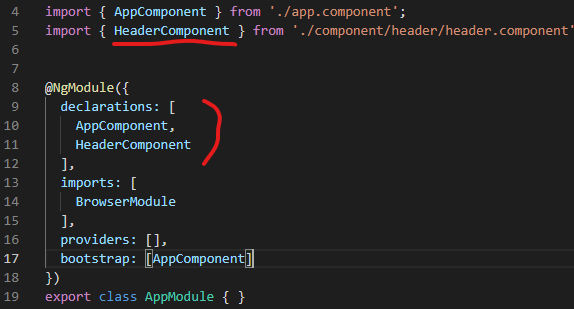 4 import { AppComponent } from './app.component';
5 import { HeaderComponent } from './component/header/header.component'
6
7
8 @NgModule({
9 declarations: [
10 AppComponent,
11 HeaderComponent
12 ],
13 imports: [
14 BrowserModule
15 ],
16 providers: [],
17 bootstrap: [AppComponent]
18 })
19 export class AppModule { }